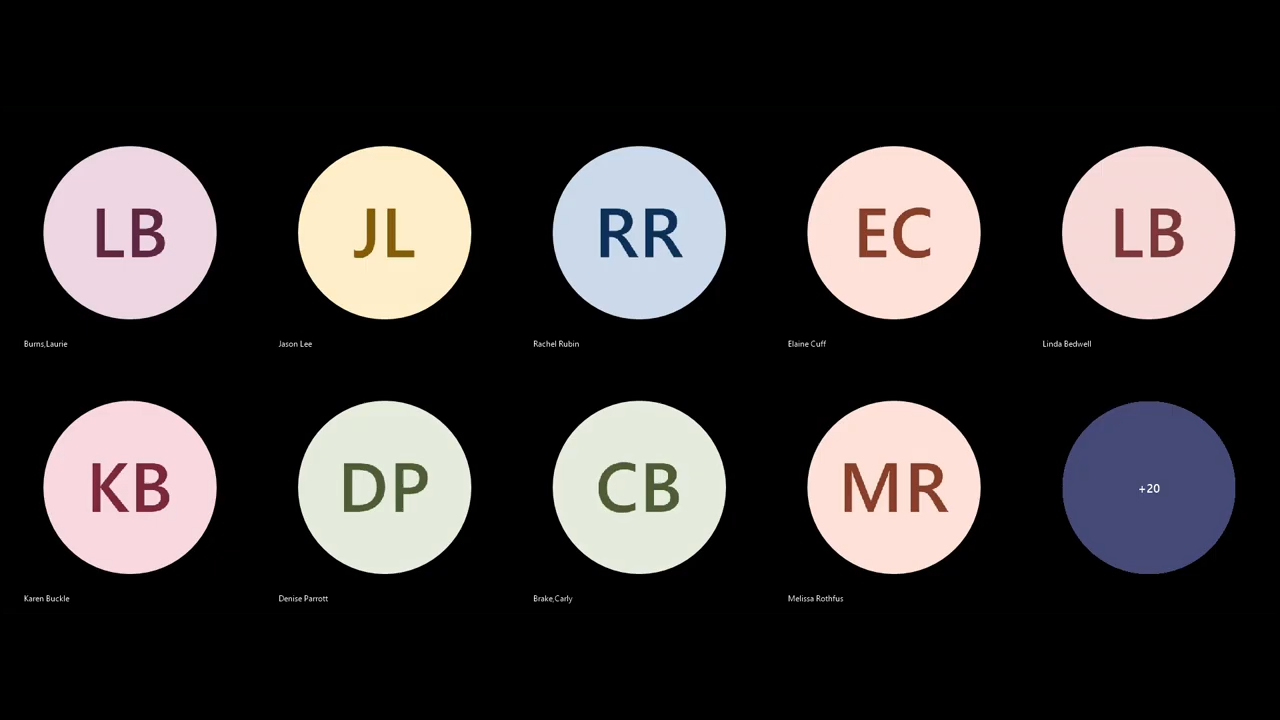 LB
JL
RR
EC
LB
Burns,Laurie
Jason Lee
Rachel Rubin
Elaine Cuff
Linda Bedwell
KB
DP
CB
MR
+20
Karen Buckle
Denise Parrott
Brake,Carly
Melissa Rothfus